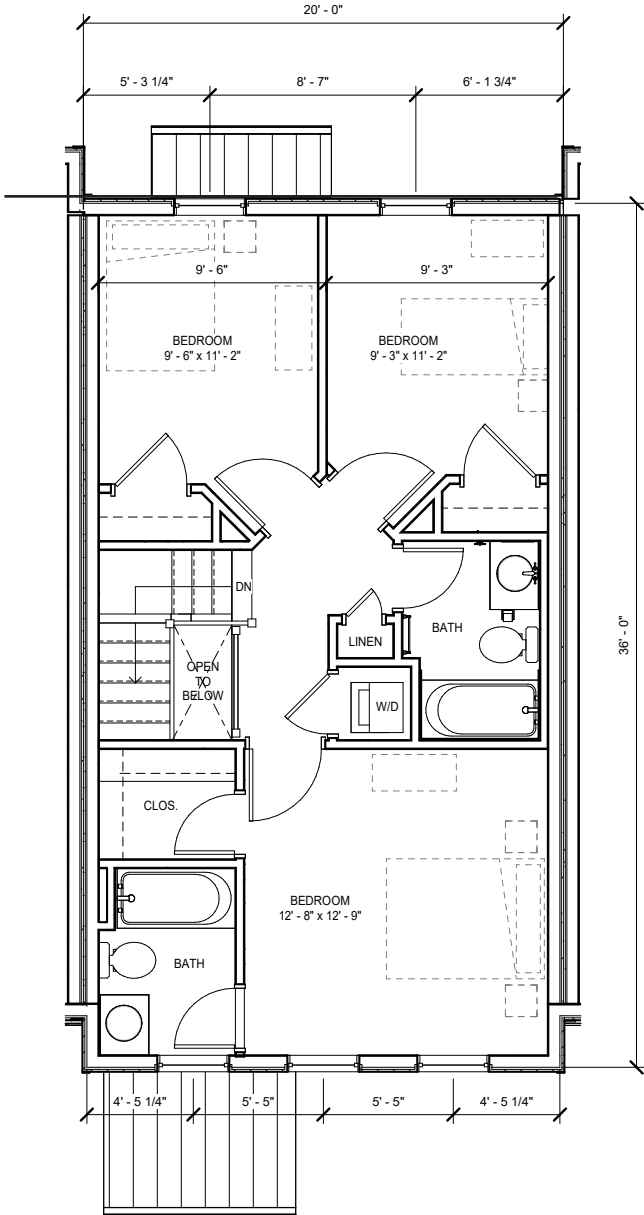 20' - 0"
5' - 3 1/4"
8' - 7"
6' - 1 3/4"
9' - 6"
9' - 3"
BEDROOM
9' - 6" x 11' - 2"
BEDROOM
9' - 3" x 11' - 2"
DN
LINEN
BATH
36' - 0"
OPEN
TO
BELOW
W/D
CLOS.
BEDROOM
12' - 8" x 12' - 9"
BATH
4' - 5 1/4"
5' - 5"
5' - 5"
4' - 5 1/4"